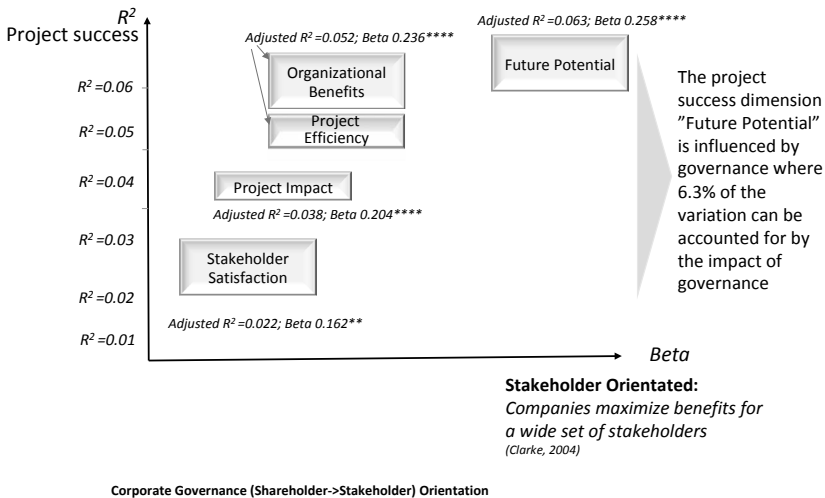 R²
Project success
Adjusted R²=0.052; Beta 0.236****
Adjusted R²=0.063; Beta 0.258****
Organizational
Benefits
Future Potential
R²=0.06
Project
Efficiency
R²=0.05
R²=0.04
Project Impact
Adjusted R²=0.038; Beta 0.204****
R²=0.03
Stakeholder
Satisfaction
R²=0.02
Adjusted R²=0.022; Beta 0.162**
R²=0.01
The project
success dimension
”Future Potential”
is influenced by
governance where
6.3% of the
variation can be
accounted for by
the impact of
governance
Beta
Stakeholder Orientated:
Companies maximize benefits for
a wide set of stakeholders
(Clarke, 2004)
Corporate Governance (Shareholder->Stakeholder) Orientation